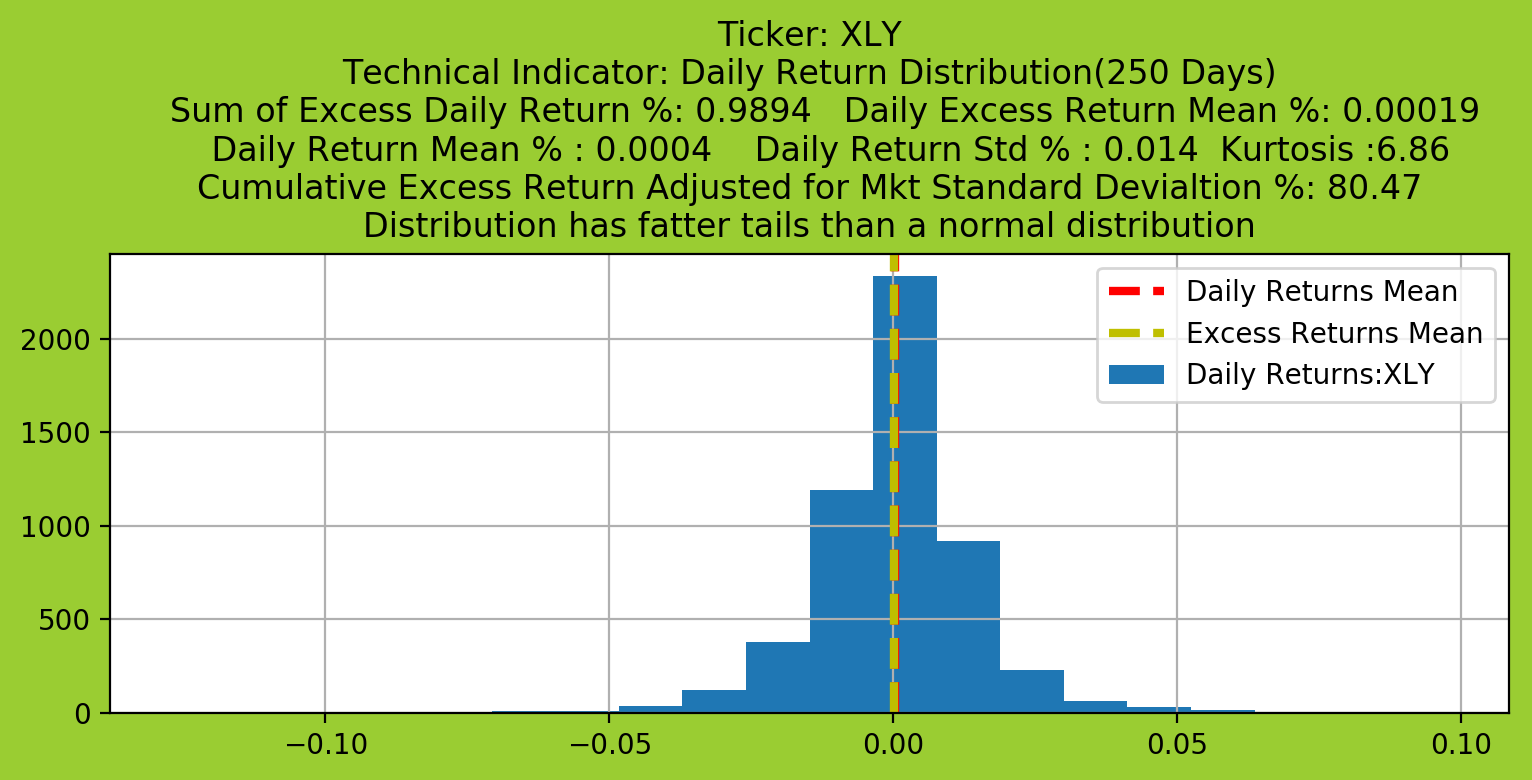 Ticker: XLY
Technical Indicator: Daily Return Distribution(250 Days)
Sum of Excess Daily Return %: 0.9894   Daily Excess Return Mean %: 0.00019
Daily Return Mean % : 0.0004    Daily Return Std % : 0.014  Kurtosis :6.86
Cumulative Excess Return Adjusted for Mkt Standard Devialtion %: 80.47
Distribution has fatter tails than a normal distribution
Daily Returns Mean
Excess Returns Mean
Daily Returns:XLY
2000
1500
1000
500
0
−0.10 −0.05 0.00 0.05 0.10